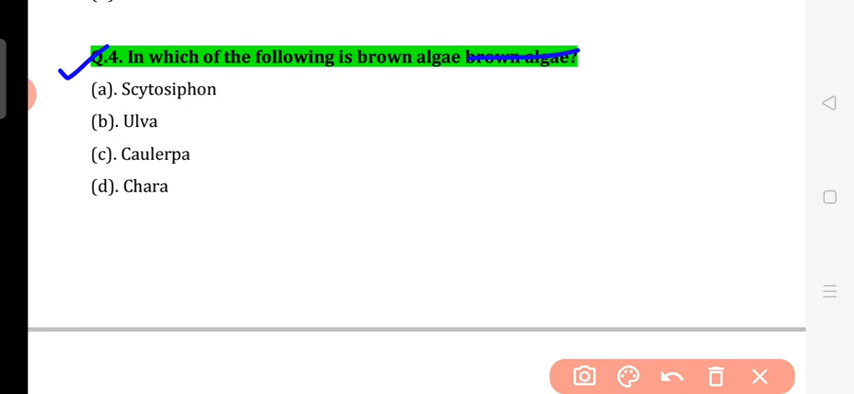 Q.4. In which of the following is brown algae brown algae?
(a). Scytosiphon
(b). Ulva
(c). Caulerpa
(d). Chara